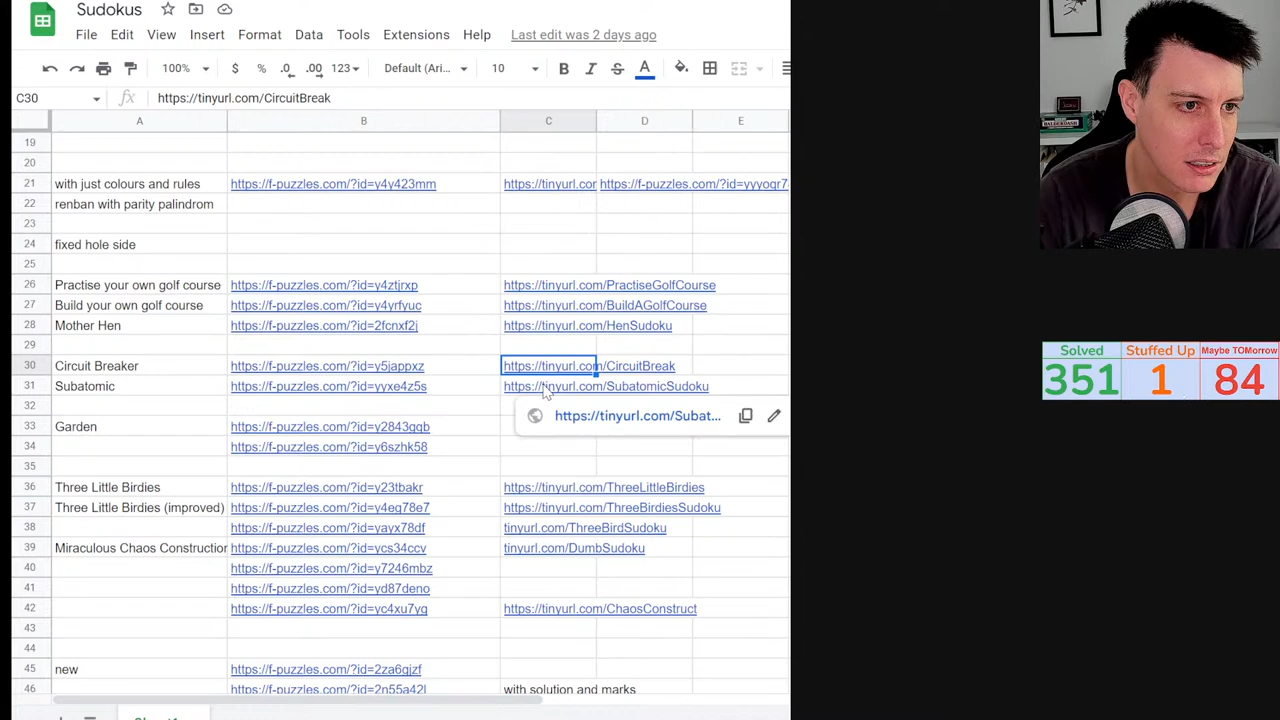 Sudokus
File Edit View Insert Format Data Tools Extensions Help Last edit was 2 days ago
100% $ % .0 .00 123 Default (Ari... 10 B I S A
C30 fx https://tinyurl.com/CircuitBreak
A B C D E
19
20
21 with just colours and rules https://f-puzzles.com/?id=y4y423mm https://tinyurl.cor https://f-puzzles.com/?id=yyyoqr7
22 renban with parity palindrom
23
24 fixed hole side
25
26 Practise your own golf course https://f-puzzles.com/?id=y4ztjrxp https://tinyurl.com/PractiseGolfCourse
27 Build your own golf course https://f-puzzles.com/?id=y4yrfyuc https://tinyurl.com/BuildAGolfCourse
28 Mother Hen https://f-puzzles.com/?id=2fcnxf2j https://tinyurl.com/HenSudoku
29
30 Circuit Breaker https://f-puzzles.com/?id=y5jappxz https://tinyurl.com/CircuitBreak
31 Subatomic https://f-puzzles.com/?id=yyxe4z5s https://tinyurl.com/SubatomicSudoku
32 https://tinyurl.com/Subat...
33 Garden https://f-puzzles.com/?id=y2843gqb
34 https://f-puzzles.com/?id=y6szhk58
35
36 Three Little Birdies https://f-puzzles.com/?id=y23tbakr https://tinyurl.com/ThreeLittleBirdies
37 Three Little Birdies (improved) https://f-puzzles.com/?id=y4eq78e7 https://tinyurl.com/ThreeBirdiesSudoku
38 https://f-puzzles.com/?id=yayx78df tinyurl.com/ThreeBirdSudoku
39 Miraculous Chaos Construction https://f-puzzles.com/?id=ycs34ccv tinyurl.com/DumbSudoku
40 https://f-puzzles.com/?id=y7246mbz
41 https://f-puzzles.com/?id=yd87deno
42 https://f-puzzles.com/?id=yc4xu7yq https://tinyurl.com/ChaosConstruct
43
44
45 new https://f-puzzles.com/?id=2za6gjzf
46 https://f-puzzles.com/?id=2n55a42l with solution and marks
Solved Stuffed Up Maybe TOMorrow
351 1 84